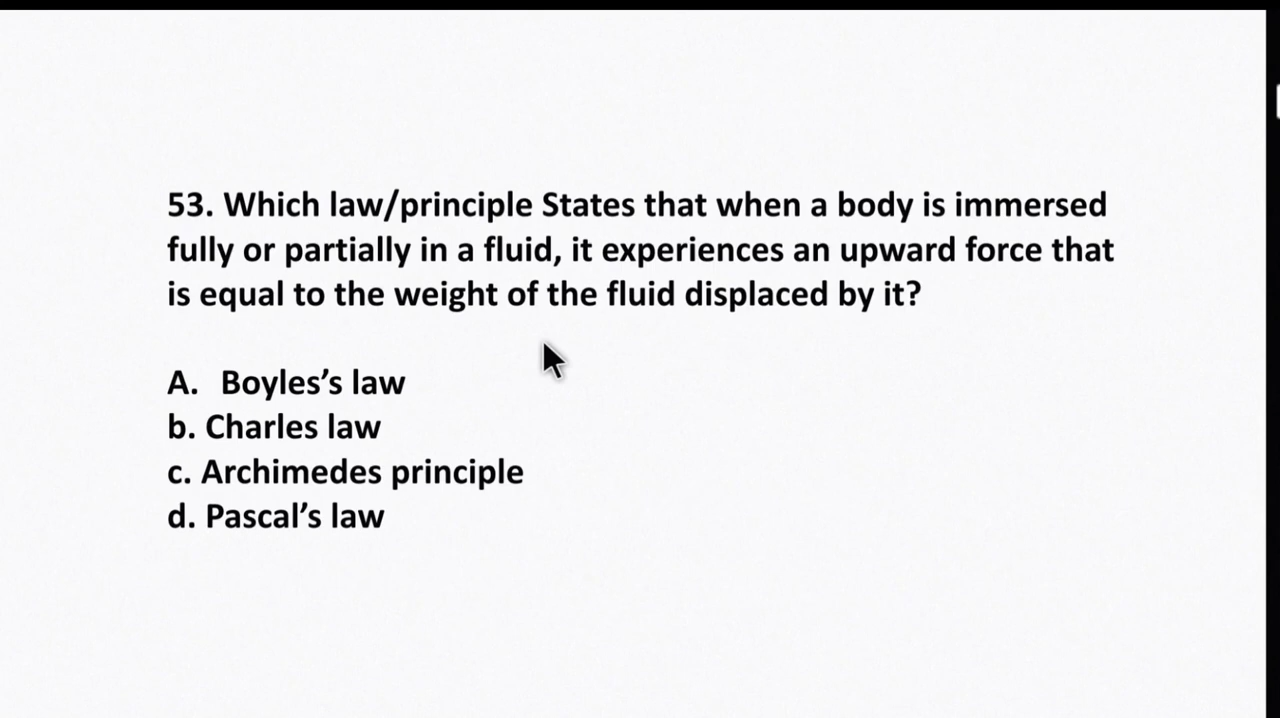 53. Which law/principle States that when a body is immersed
fully or partially in a fluid, it experiences an upward force that
is equal to the weight of the fluid displaced by it?
A. Boyles’s law
b. Charles law
c. Archimedes principle
d. Pascal’s law